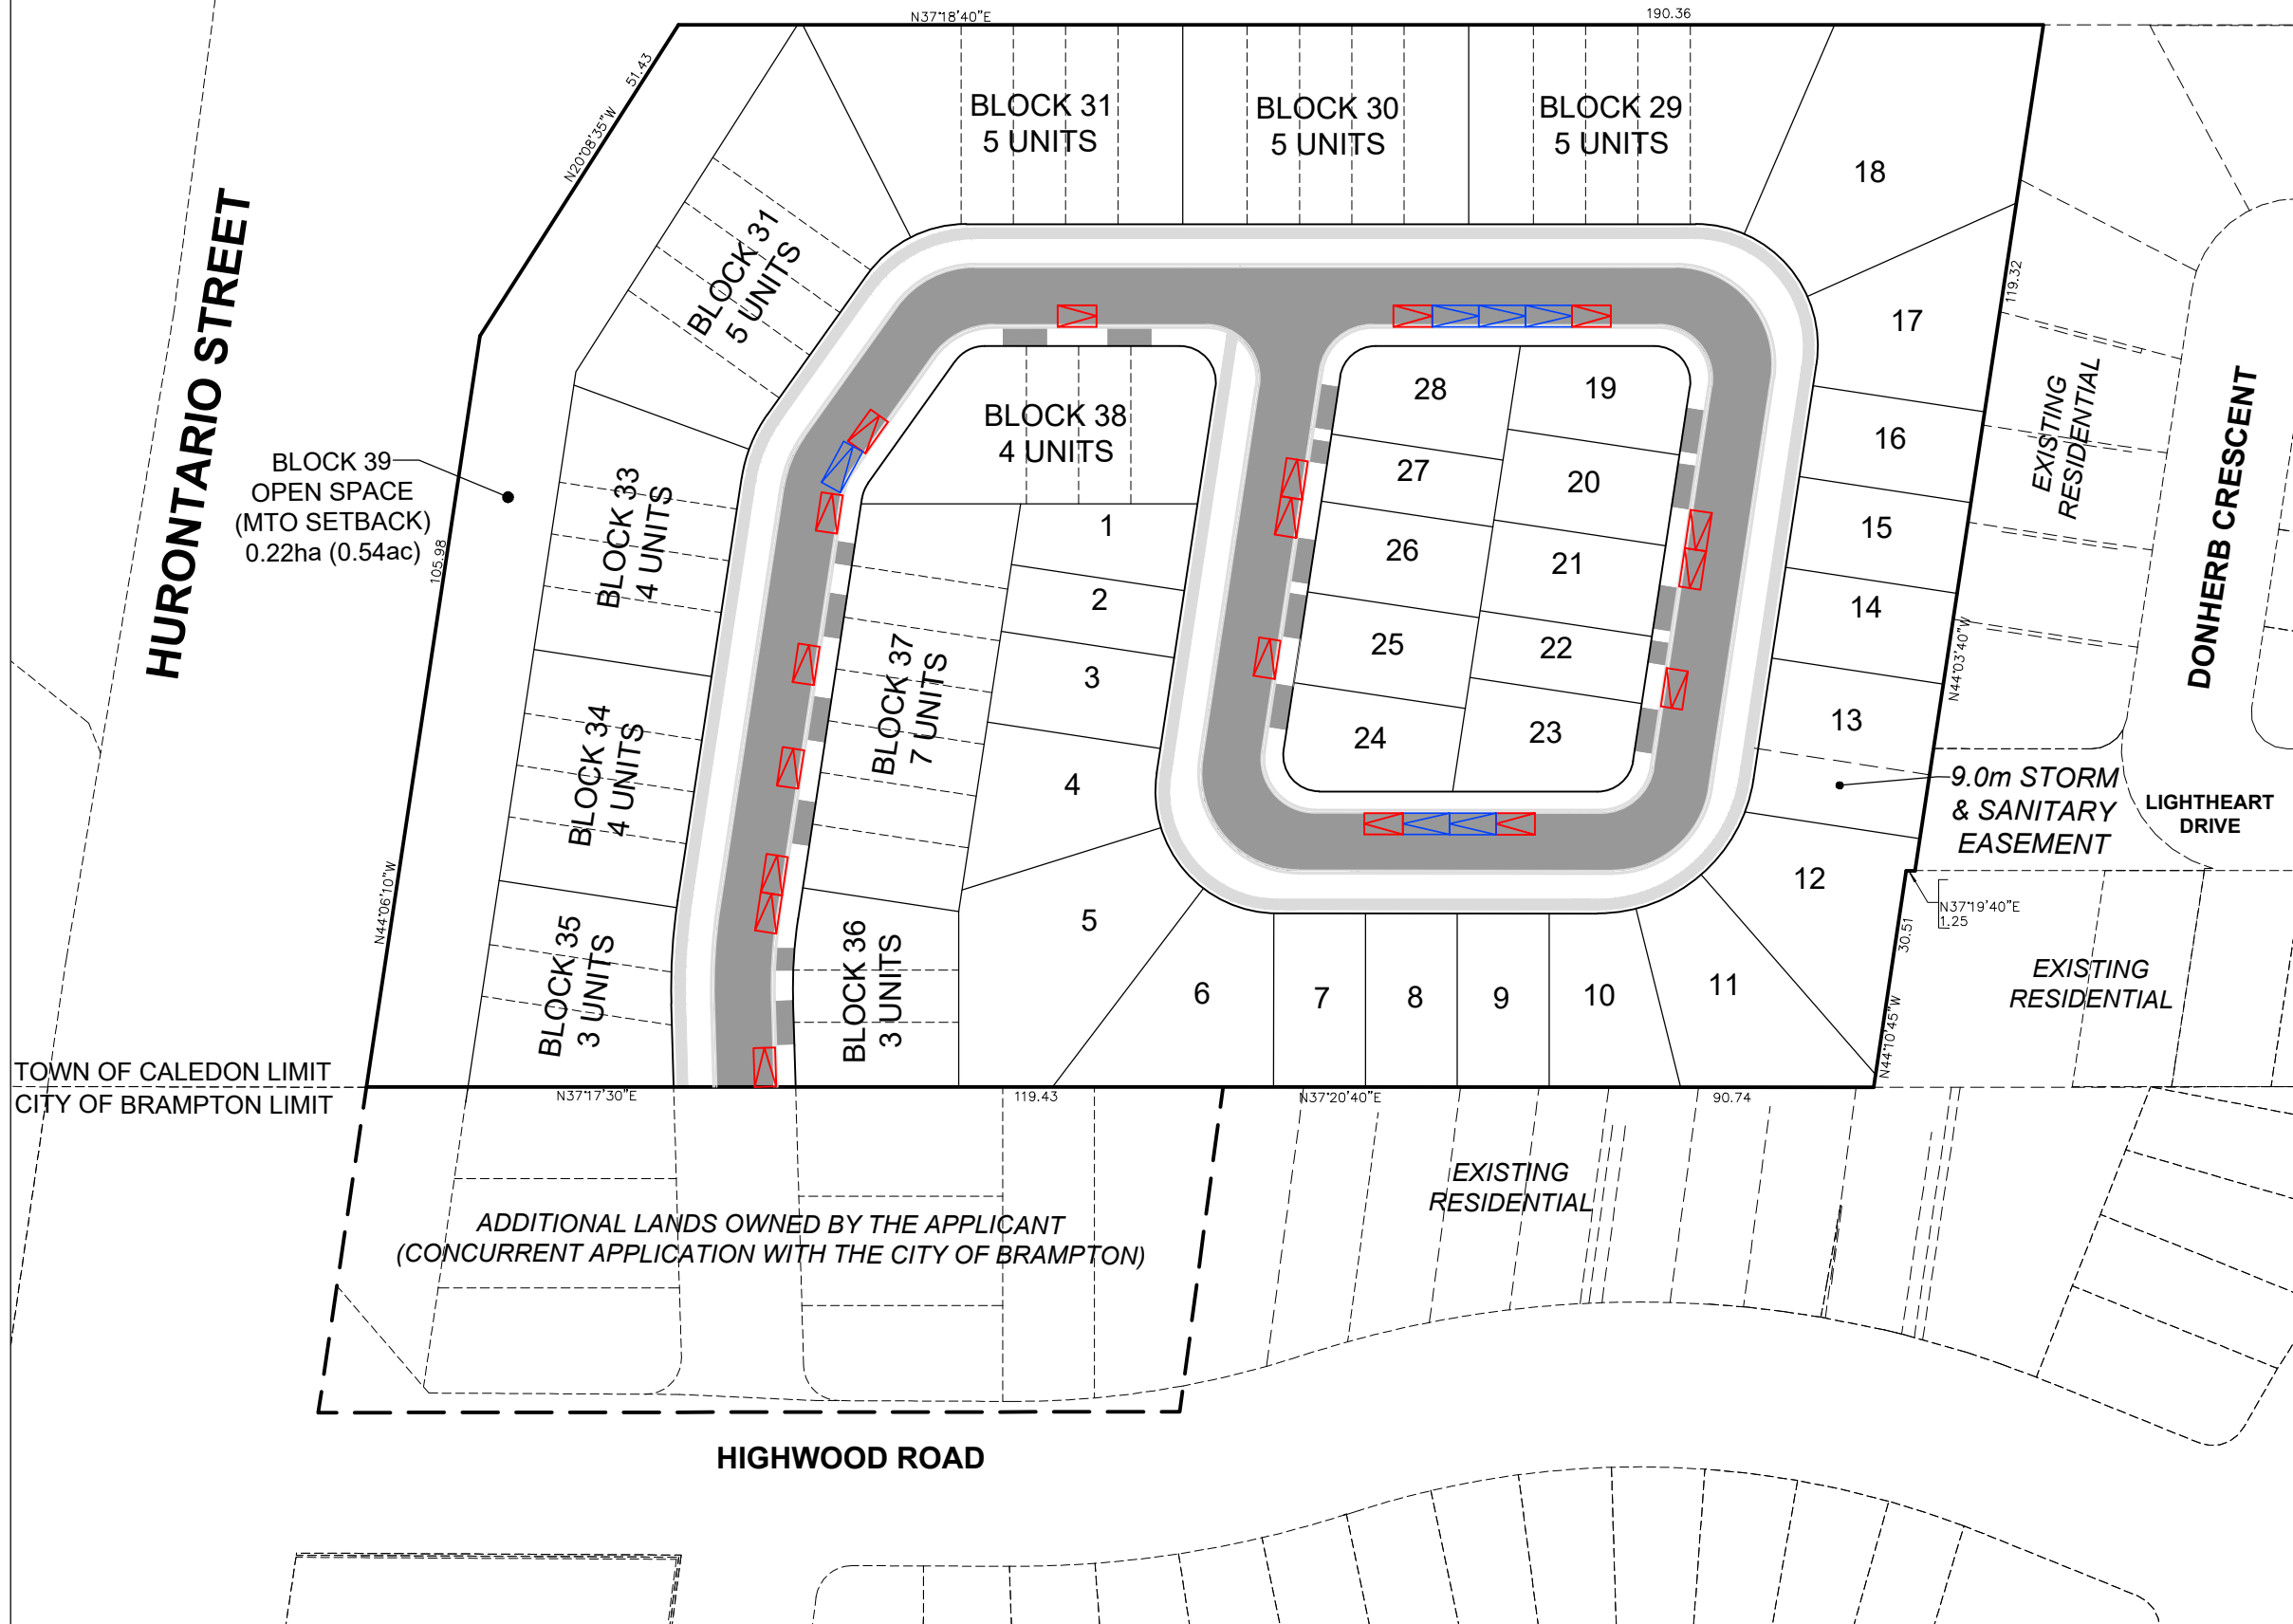 N37°18'40"E
190.36
51.43
N20°08'35"W
BLOCK 31
5 UNITS
BLOCK 30
5 UNITS
BLOCK 29
5 UNITS
18
HURONTARIO STREET
BLOCK 31
5 UNITS
17
119.32
28
19
EXISTING
RESIDENTIAL
DONHERB CRESCENT
BLOCK 38
4 UNITS
16
BLOCK 39
OPEN SPACE
(MTO SETBACK)
0.22ha (0.54ac)
105.98
BLOCK 33
4 UNITS
27
20
1
15
26
21
2
14
25
22
N44°03'40"W
BLOCK 37
7 UNITS
3
24
23
13
BLOCK 34
4 UNITS
4
9.0m STORM
& SANITARY
EASEMENT
LIGHTHEART
DRIVE
12
N44°06'10"W
N37°19'40"E
1.25
30.51
BLOCK 35
3 UNITS
BLOCK 36
3 UNITS
5
6
7
8
9
10
11
EXISTING
RESIDENTIAL
N44°10'45"W
TOWN OF CALEDON LIMIT
CITY OF BRAMPTON LIMIT
N37°17'30"E
119.43
N37°20'40"E
90.74
EXISTING
RESIDENTIAL
ADDITIONAL LANDS OWNED BY THE APPLICANT
(CONCURRENT APPLICATION WITH THE CITY OF BRAMPTON)
HIGHWOOD ROAD